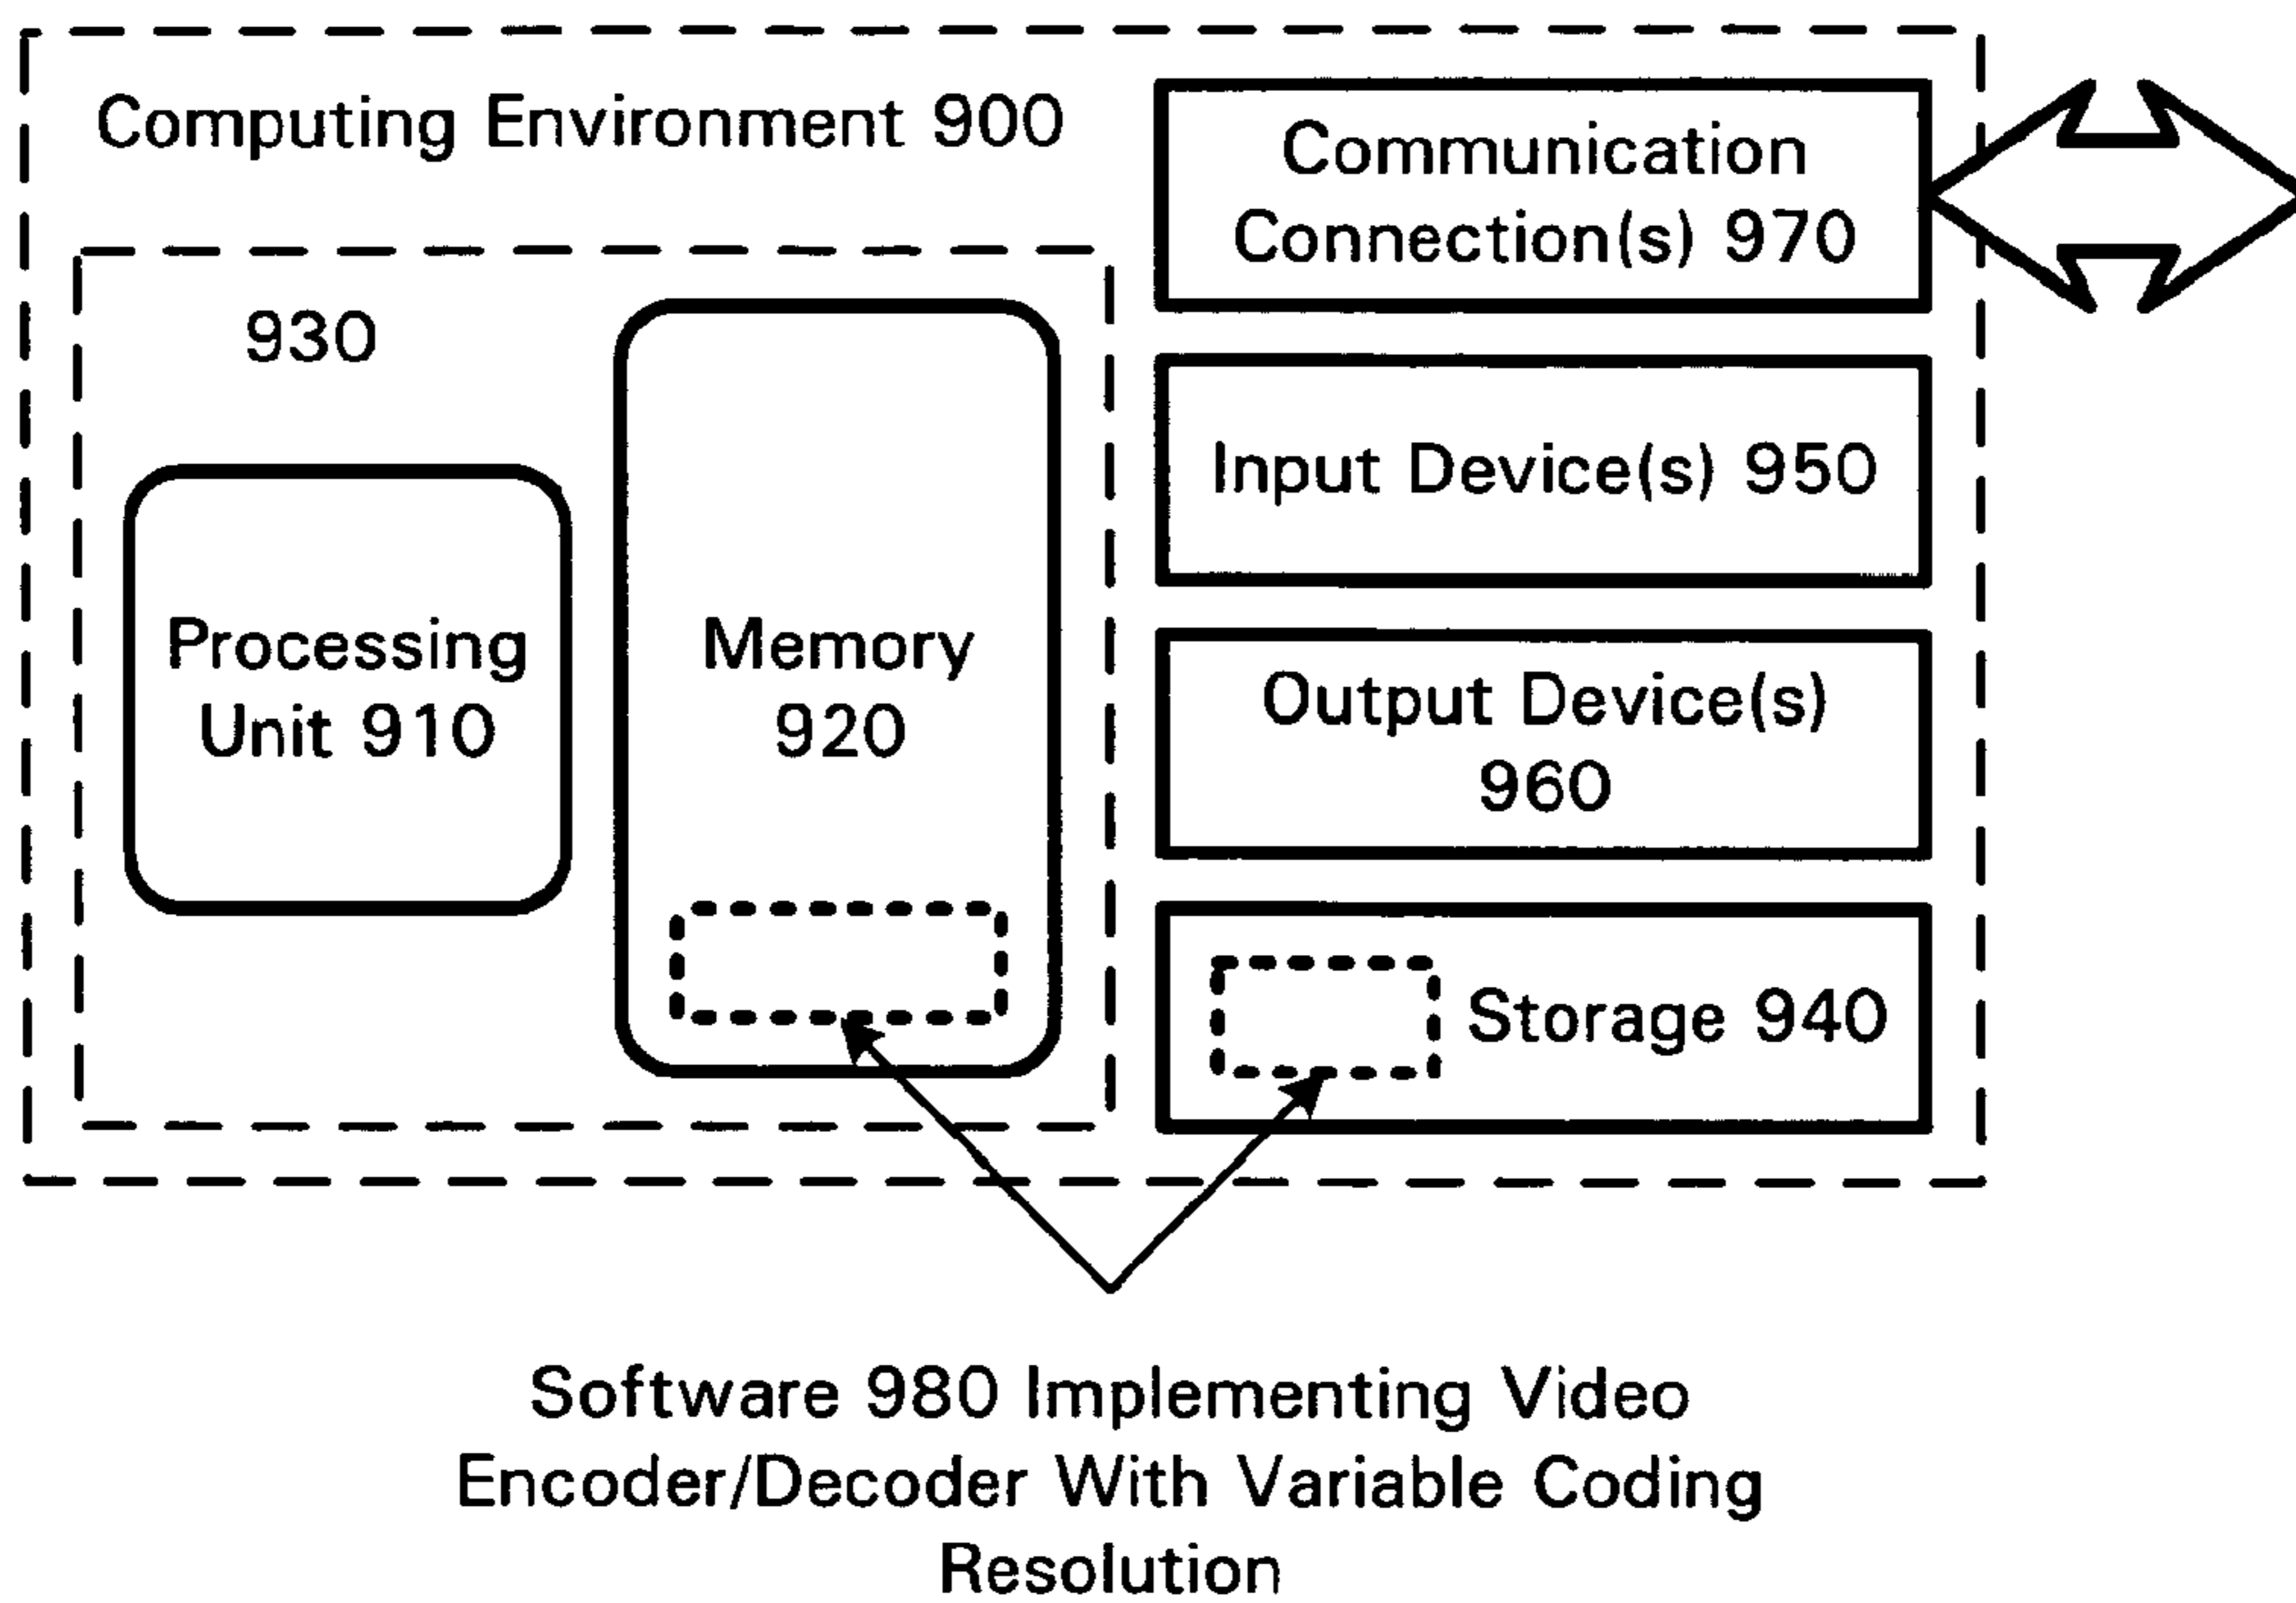 Computing Environment 900
Communication
Connection(s) 970
930
Input Device(s) 950
Processing
Unit 910
Memory
920
Output Device(s)
960
Storage 940
Software 980 Implementing Video
Encoder/Decoder With Variable Coding
Resolution